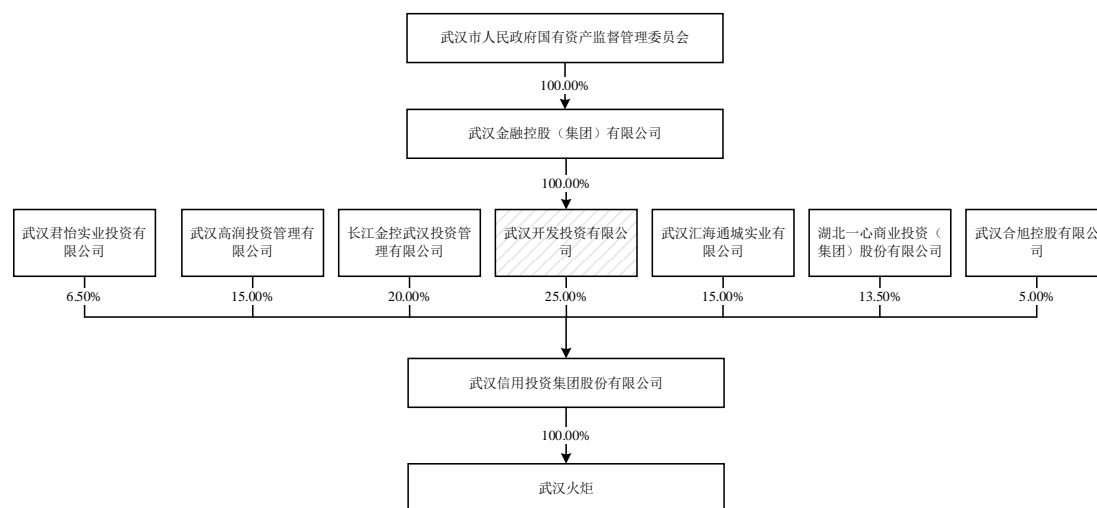 武汉市人民政府国有资产监督管理委员会
100.00%
武汉金融控股（集团）有限公司
100.00%
武汉君怡实业投资有
限公司
武汉高润投资管理有
限公司
长江金控武汉投资管
理有限公司
武汉开发投资有限公
司
武汉汇海通城实业有
限公司
湖北一心商业投资（
集团）股份有限公司
武汉合旭控股有限公
司
6.50%
15.00%
20.00%
25.00%
15.00%
13.50%
5.00%
武汉信用投资集团股份有限公司
100.00%
武汉火炬